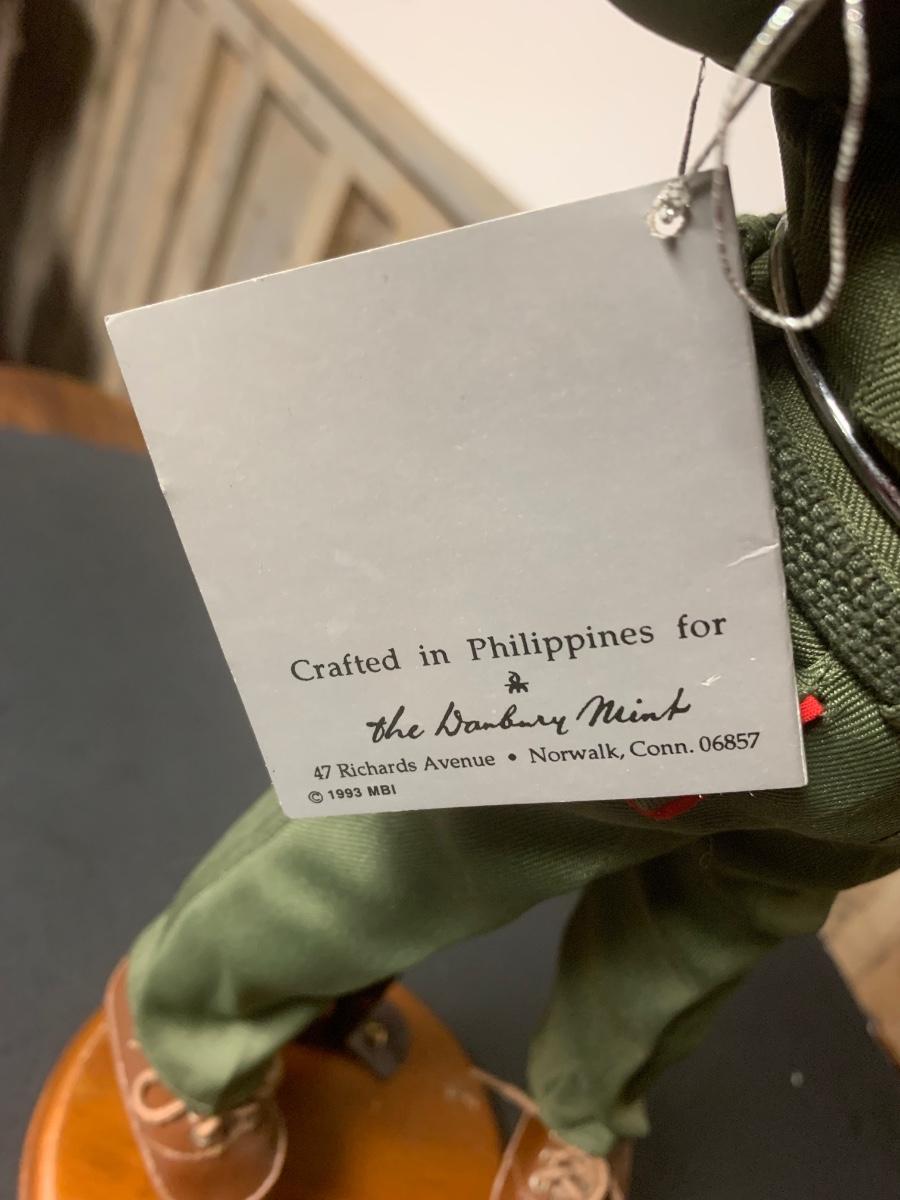 Crafted in Philippines for
the Danbury Mint
47 Richards Avenue • Norwalk, Conn. 06857
© 1993 MBI